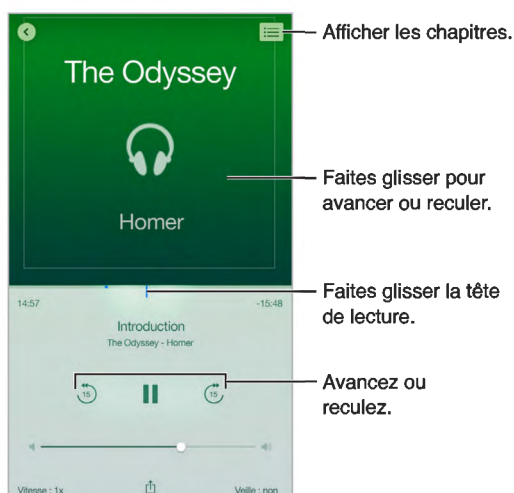 Afficher les chapitres.
The Odyssey
Faites glisser pour
avancer ou reculer.
Homer
Faites glisser la tête
de lecture.
14:57
-15:48
Introduction
The Odyssey - Homer
Avancez ou
reculez.
15
15
Vitesse : 1x
Veille : non